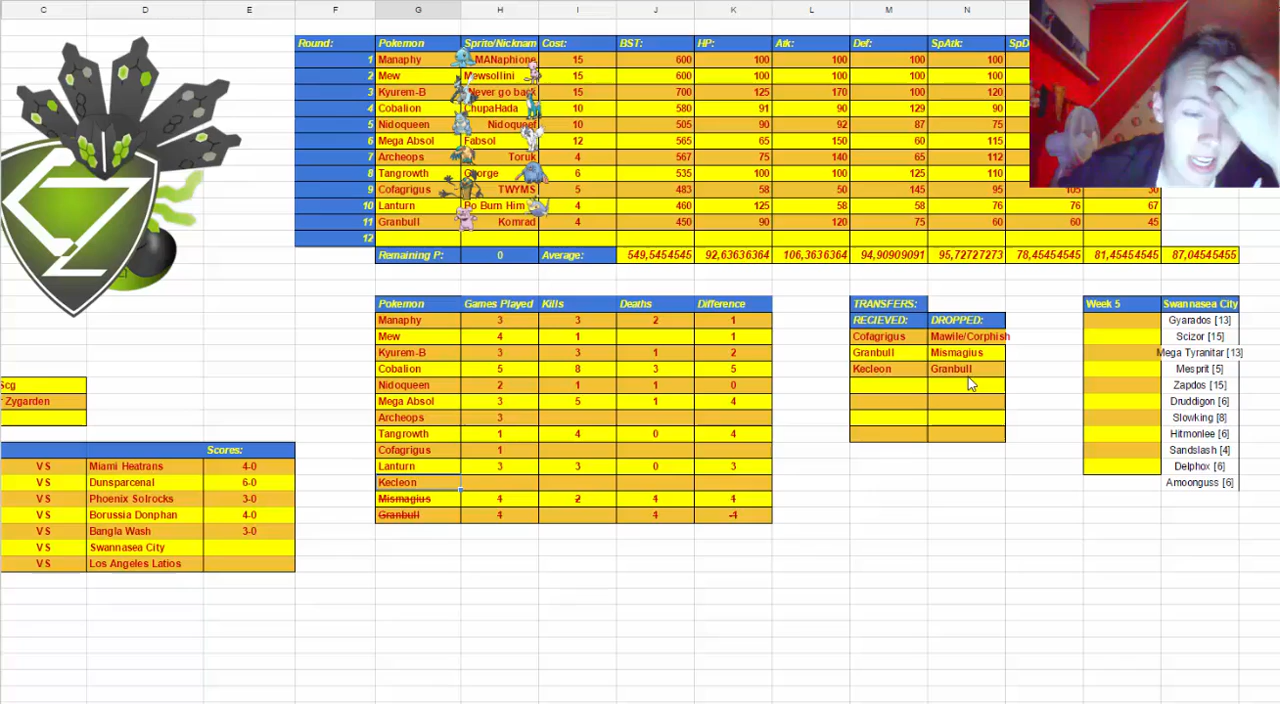 C D E F G H I J K L M N
Round: Pokemon Sprite/Nicknam Cost: BST: HP: Atk: Def: SpAtk: SpD
1 Manaphy MANaphione 15 600 100 100 100 100
2 Mew Mewsollini 15 600 100 100 100 100
3 Kyurem-B Never go back 15 700 125 170 100 120
4 Cobalion ChupaHada 10 580 91 90 129 90
5 Nidoqueen Nidoqueef 10 505 90 92 87 75
6 Mega Absol Fabsol 12 565 65 150 60 115
7 Archeops Toruk 4 567 75 140 65 112
8 Tangrowth George 6 535 100 100 125 110
9 Cofagrigus TWYMS 5 483 58 50 145 95 105 30
10 Lanturn Po Burn Him 5 460 125 58 58 76 76 67
11 Granbull Komrad 4 450 90 120 75 60 60 45
12
Remaining P: 0 Average: 549,5454545 92,63636364 106,3636364 94,90909091 95,72727273 78,45454545 81,45454545 87,04545455
Pokemon Games Played Kills Deaths Difference TRANSFERS: Week 5 Swannasea City
Manaphy 3 3 2 1 RECIEVED: DROPPED: Gyarados [13]
Mew 4 1 1 Cofagrigus Mawile/Corphish Scizor [15]
Kyurem-B 3 3 1 2 Granbull Mismagius Mega Tyranitar [13]
Cobalion 5 8 3 5 Kecleon Granbull Mesprit [5]
Scg Nidoqueen 2 1 1 0 Zapdos [15]
Zygarden Mega Absol 3 5 1 4 Druddigon [6]
Archeops 3 Slowking [8]
Tangrowth 1 4 0 4 Hitmonlee [6]
Scores: Cofagrigus 1 Sandslash [4]
VS Miami Heatrans 4-0 Lanturn 3 3 0 3 Delphox [6]
VS Dunsparcenal 6-0 Kecleon Amoonguss [6]
VS Phoenix Solrocks 3-0 Mismagius 4 2 4 4
VS Borussia Donphan 4-0 Granbull 4 4 -4
VS Bangla Wash 3-0
VS Swannasea City
VS Los Angeles Latios